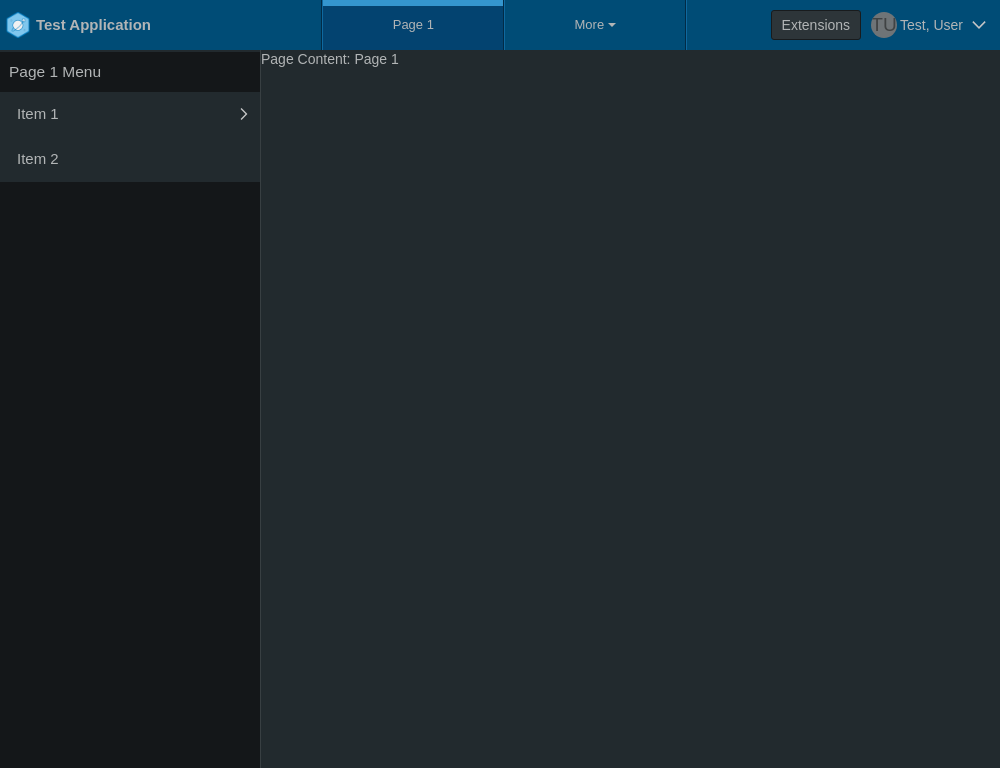 Test Application
Page 1
More
Extensions
TU
Test, User
Page 1 Menu
Item 1
Item 2
Page Content: Page 1